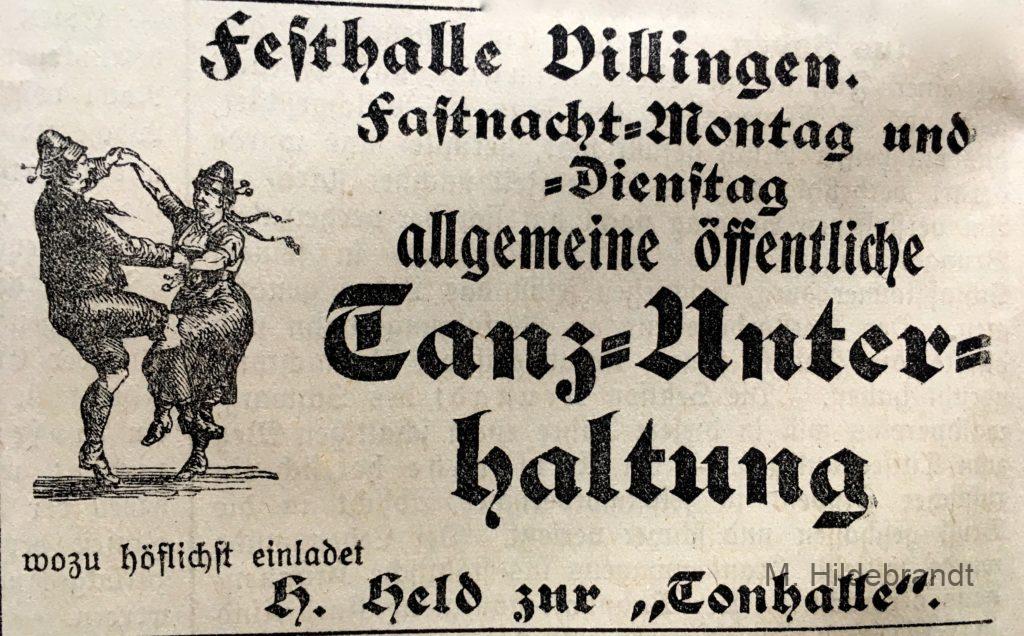 Festhalle Villingen.
Fastnacht-Montag und
-Dienstag
allgemeine öffentliche
Tanz-Unter-
haltung
wozu höflichst einladet
H. Held zur „Tonhalle“.
M. Hildebrandt